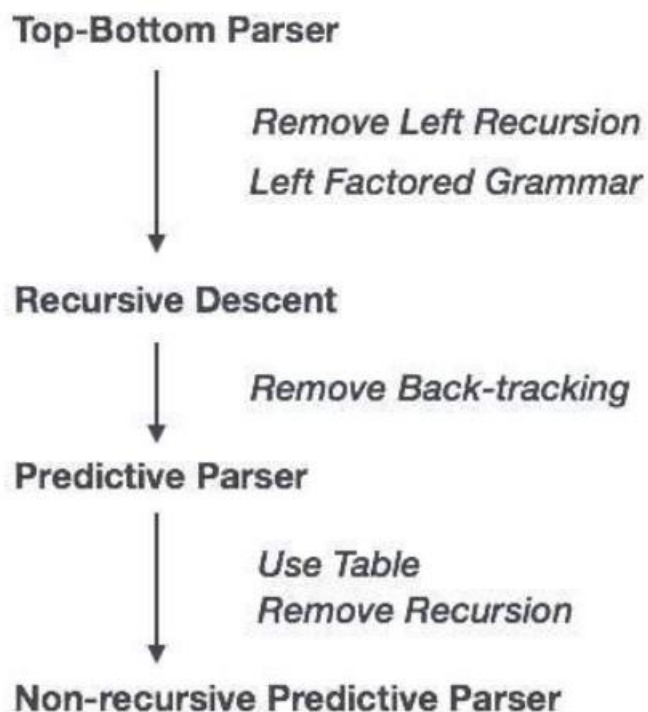 Top-Bottom Parser
Remove Left Recursion
Left Factored Grammar
Recursive Descent
Remove Back-tracking
Predictive Parser
Use Table
Remove Recursion
Non-recursive Predictive Parser